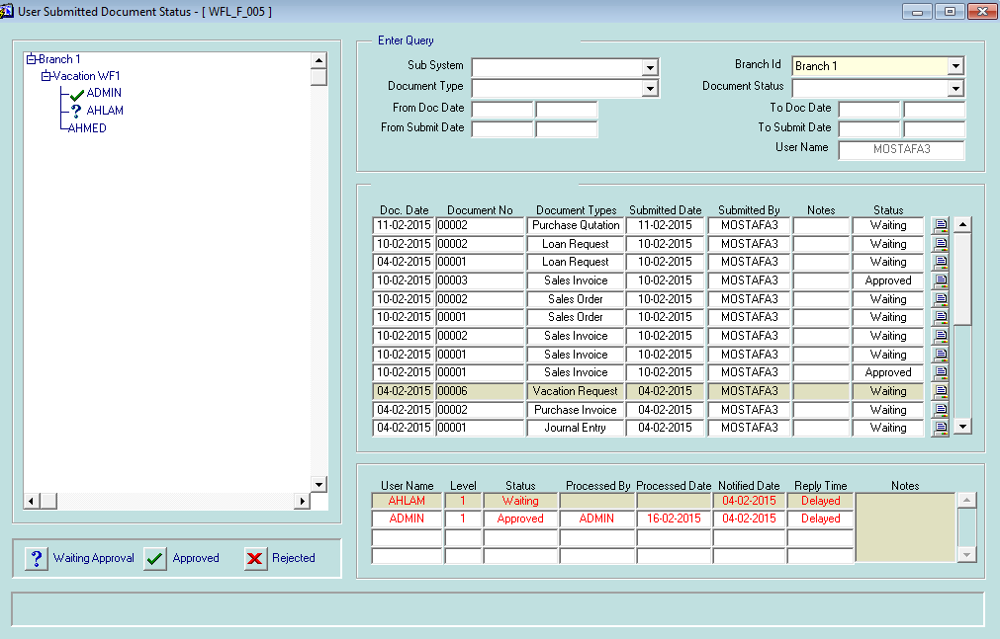 User Submitted Document Status - [ WFL_F_005 ]
Branch 1
Vacation WF1
ADMIN
? AHLAM
AHMED
? Waiting Approval Approved Rejected
Enter Query
Sub System Branch Id Branch 1
Document Type Document Status
From Doc Date To Doc Date
From Submit Date To Submit Date
User Name MOSTAFA3
Doc. Date Document No Document Types Submitted Date Submitted By Notes Status
11-02-2015 00002 Purchase Qutation 11-02-2015 MOSTAFA3 Waiting
10-02-2015 00002 Loan Request 10-02-2015 MOSTAFA3 Waiting
04-02-2015 00001 Loan Request 10-02-2015 MOSTAFA3 Waiting
10-02-2015 00003 Sales Invoice 10-02-2015 MOSTAFA3 Approved
10-02-2015 00002 Sales Order 10-02-2015 MOSTAFA3 Waiting
10-02-2015 00001 Sales Order 10-02-2015 MOSTAFA3 Waiting
10-02-2015 00002 Sales Invoice 10-02-2015 MOSTAFA3 Waiting
10-02-2015 00001 Sales Invoice 10-02-2015 MOSTAFA3 Waiting
10-02-2015 00001 Sales Invoice 10-02-2015 MOSTAFA3 Approved
04-02-2015 00006 Vacation Request 04-02-2015 MOSTAFA3 Waiting
04-02-2015 00002 Purchase Invoice 04-02-2015 MOSTAFA3 Waiting
04-02-2015 00001 Journal Entry 04-02-2015 MOSTAFA3 Waiting
User Name Level Status Processed By Processed Date Notified Date Reply Time Notes
AHLAM 1 Waiting 04-02-2015 Delayed
ADMIN 1 Approved ADMIN 16-02-2015 04-02-2015 Delayed